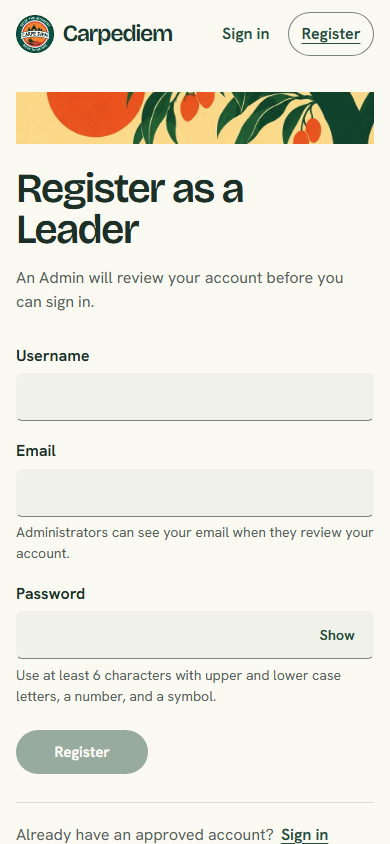 CARPE DIEM
Carpediem
Sign in
Register
Register as a
Leader
An Admin will review your account before you
can sign in.
Username
Email
Administrators can see your email when they review your
account.
Password
Show
Use at least 6 characters with upper and lower case
letters, a number, and a symbol.
Register
Already have an approved account? Sign in